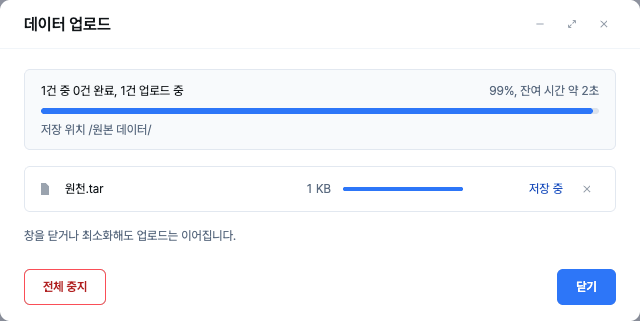 데이터 업로드
1건 중 0건 완료, 1건 업로드 중
99%, 잔여 시간 약 2초
저장 위치 /원본 데이터/
원천.tar 1 KB 저장 중
창을 닫거나 최소화해도 업로드는 이어집니다.
전체 중지
닫기